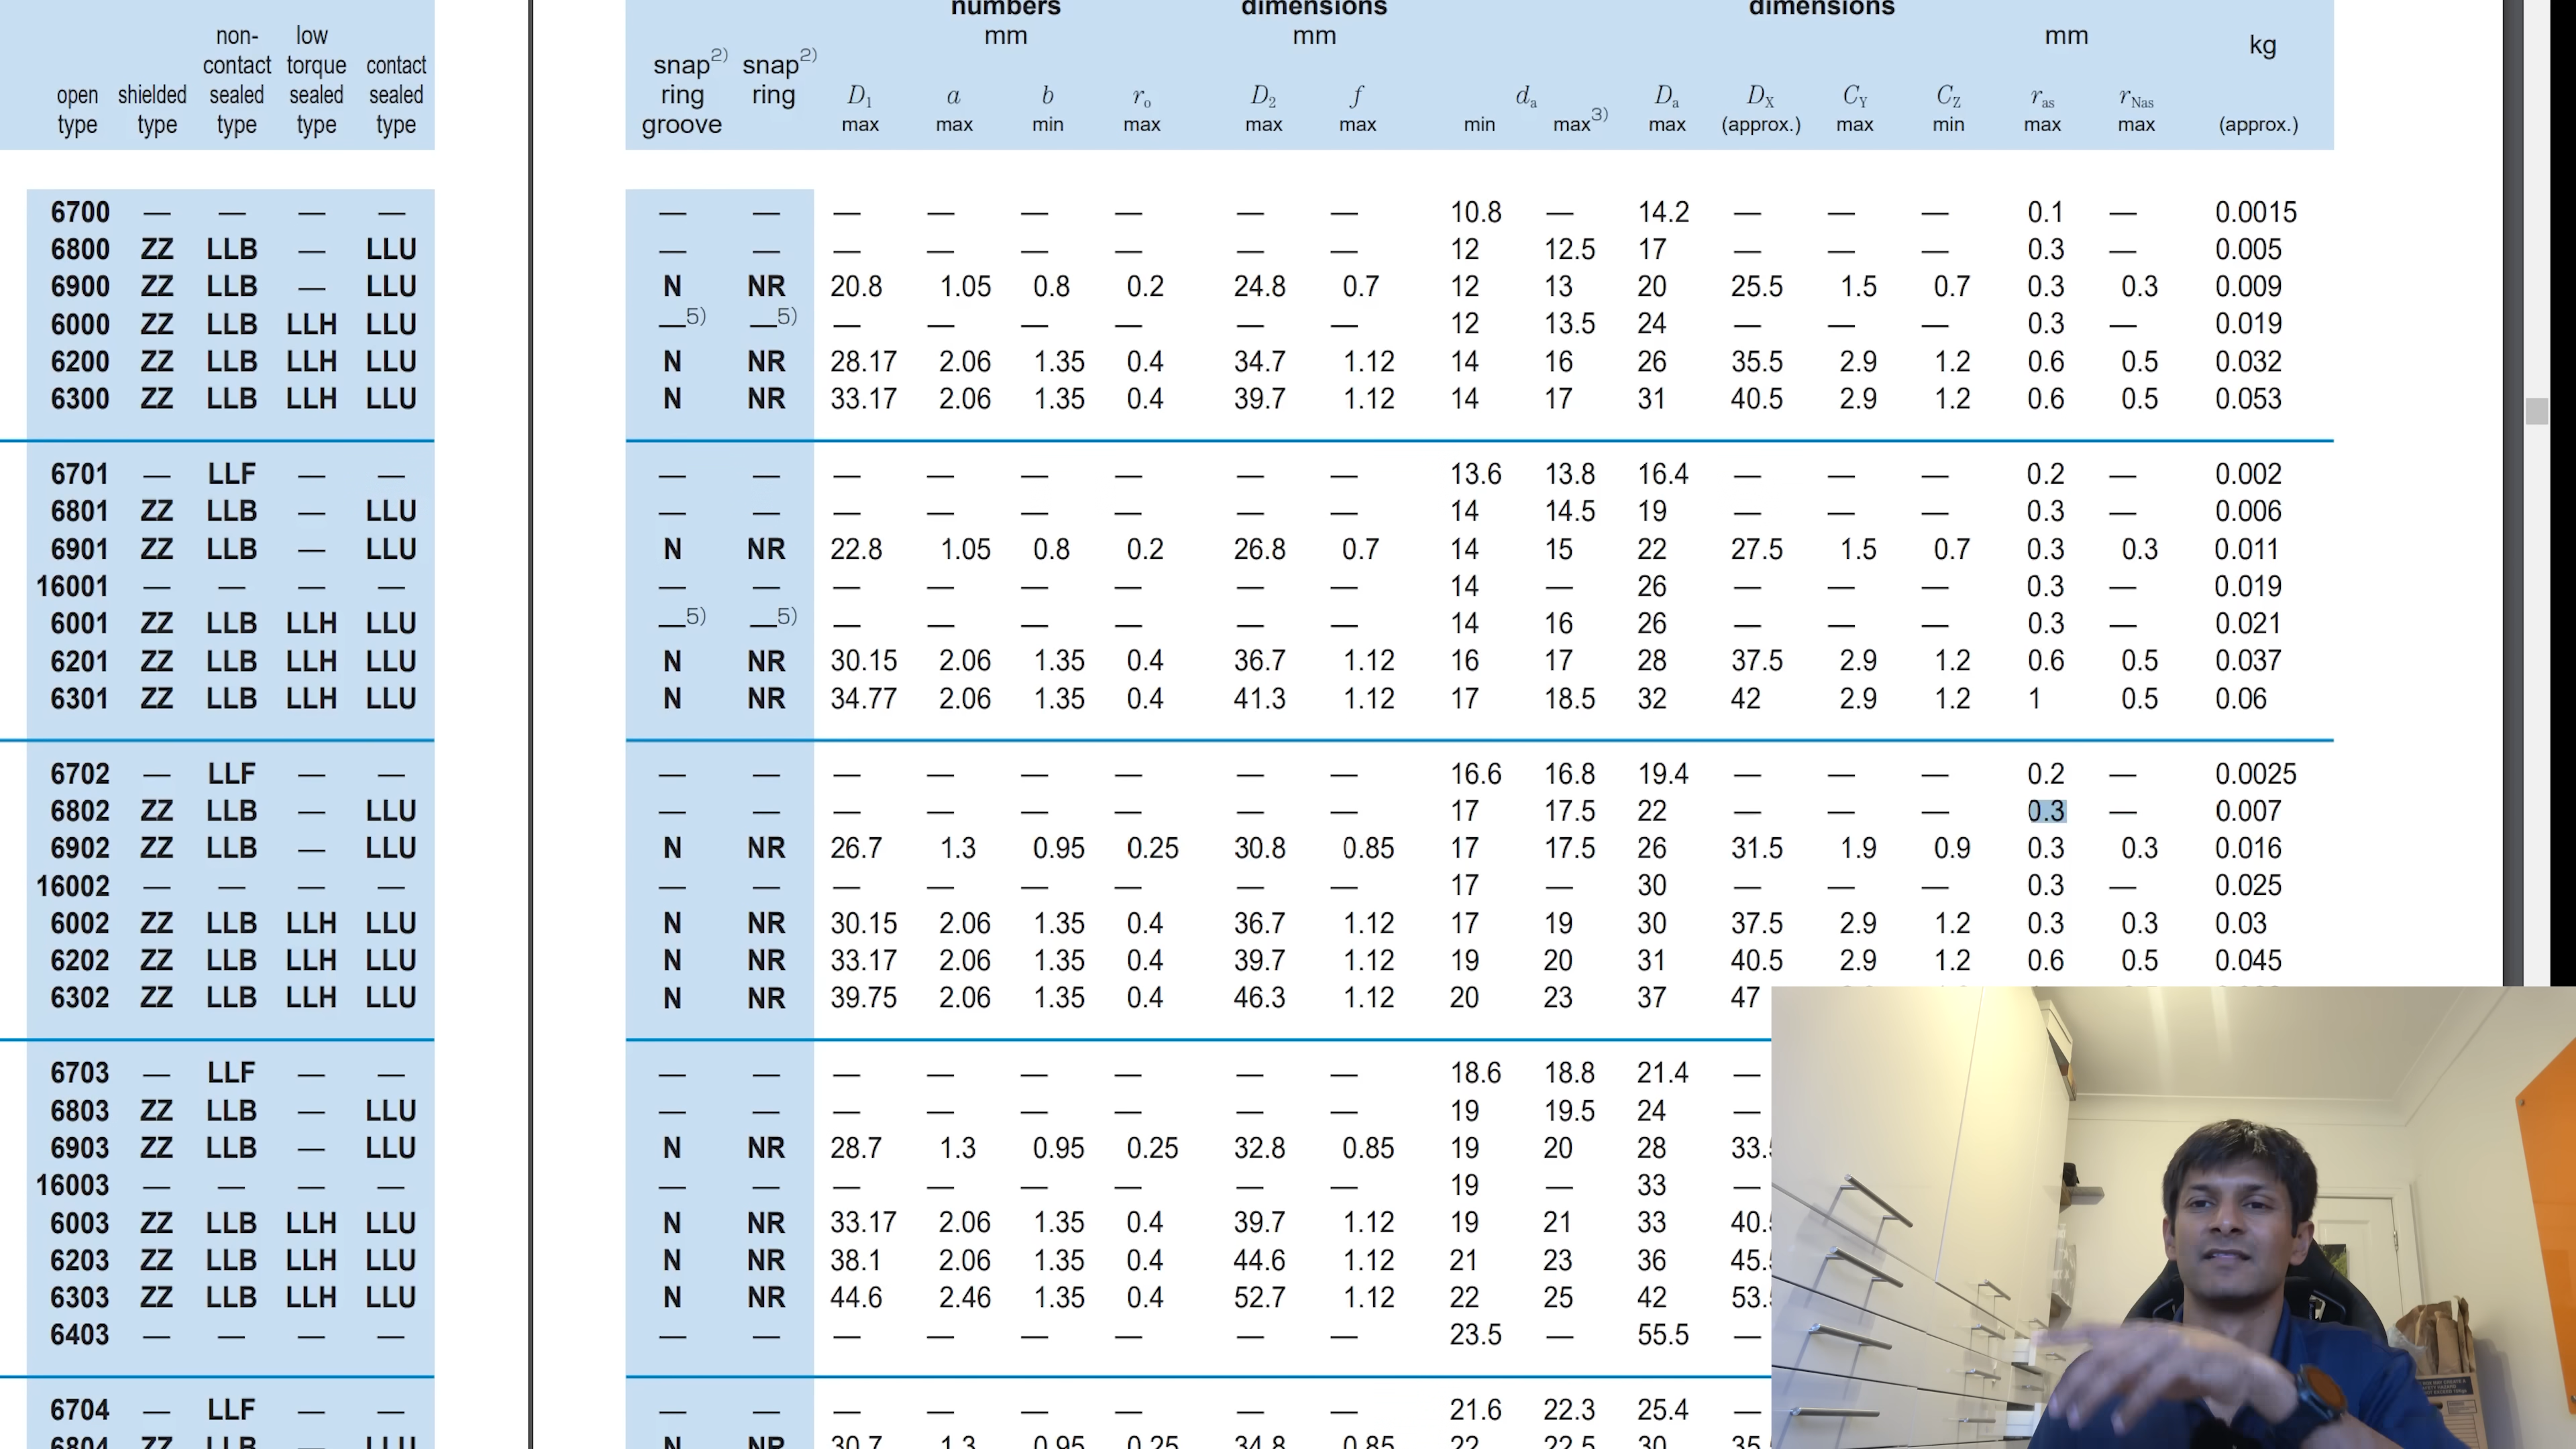 numbers dimensions dimensions
non- low mm mm mm kg
contact torque contact snap2) snap2)
open shielded sealed sealed sealed ring ring D1 a b ro D2 f da Da DX CY CZ ras rNas
type type type type type groove max max min max max max min max3) max (approx.) max min max max (approx.)
6700 — — — — — — — — — — — — 10.8 — 14.2 — — — 0.1 — 0.0015
6800 ZZ LLB — LLU — — — — — — — — 12 12.5 17 — — — 0.3 — 0.005
6900 ZZ LLB — LLU N NR 20.8 1.05 0.8 0.2 24.8 0.7 12 13 20 25.5 1.5 0.7 0.3 0.3 0.009
6000 ZZ LLB LLH LLU —5) —5) — — — — — — 12 13.5 24 — — — 0.3 — 0.019
6200 ZZ LLB LLH LLU N NR 28.17 2.06 1.35 0.4 34.7 1.12 14 16 26 35.5 2.9 1.2 0.6 0.5 0.032
6300 ZZ LLB LLH LLU N NR 33.17 2.06 1.35 0.4 39.7 1.12 14 17 31 40.5 2.9 1.2 0.6 0.5 0.053
6701 — LLF — — — — — — — — — — 13.6 13.8 16.4 — — — 0.2 — 0.002
6801 ZZ LLB — LLU — — — — — — — — 14 14.5 19 — — — 0.3 — 0.006
6901 ZZ LLB — LLU N NR 22.8 1.05 0.8 0.2 26.8 0.7 14 15 22 27.5 1.5 0.7 0.3 0.3 0.011
16001 — — — — — — — — — — — — 14 — 26 — — — 0.3 — 0.019
6001 ZZ LLB LLH LLU —5) —5) — — — — — — 14 16 26 — — — 0.3 — 0.021
6201 ZZ LLB LLH LLU N NR 30.15 2.06 1.35 0.4 36.7 1.12 16 17 28 37.5 2.9 1.2 0.6 0.5 0.037
6301 ZZ LLB LLH LLU N NR 34.77 2.06 1.35 0.4 41.3 1.12 17 18.5 32 42 2.9 1.2 1 0.5 0.06
6702 — LLF — — — — — — — — — — 16.6 16.8 19.4 — — — 0.2 — 0.0025
6802 ZZ LLB — LLU — — — — — — — — 17 17.5 22 — — — 0.3 — 0.007
6902 ZZ LLB — LLU N NR 26.7 1.3 0.95 0.25 30.8 0.85 17 17.5 26 31.5 1.9 0.9 0.3 0.3 0.016
16002 — — — — — — — — — — — — 17 — 30 — — — 0.3 — 0.025
6002 ZZ LLB LLH LLU N NR 30.15 2.06 1.35 0.4 36.7 1.12 17 19 30 37.5 2.9 1.2 0.3 0.3 0.03
6202 ZZ LLB LLH LLU N NR 33.17 2.06 1.35 0.4 39.7 1.12 19 20 31 40.5 2.9 1.2 0.6 0.5 0.045
6302 ZZ LLB LLH LLU N NR 39.75 2.06 1.35 0.4 46.3 1.12 20 23 37 47
6703 — LLF — — — — — — — — — — 18.6 18.8 21.4 —
6803 ZZ LLB — LLU — — — — — — — — 19 19.5 24 —
6903 ZZ LLB — LLU N NR 28.7 1.3 0.95 0.25 32.8 0.85 19 20 28 33.
16003 — — — — — — — — — — — — 19 — 33 —
6003 ZZ LLB LLH LLU N NR 33.17 2.06 1.35 0.4 39.7 1.12 19 21 33 40.
6203 ZZ LLB LLH LLU N NR 38.1 2.06 1.35 0.4 44.6 1.12 21 23 36 45.
6303 ZZ LLB LLH LLU N NR 44.6 2.46 1.35 0.4 52.7 1.12 22 25 42 53.
6403 — — — — — — — — — — — — 23.5 — 55.5 —
6704 — LLF — — — — — — — — — — 21.6 22.3 25.4 —
6804 ZZ LLB — LLU N NR 30.7 1.3 0.95 0.25 34.8 0.85 22 22.5 30 35